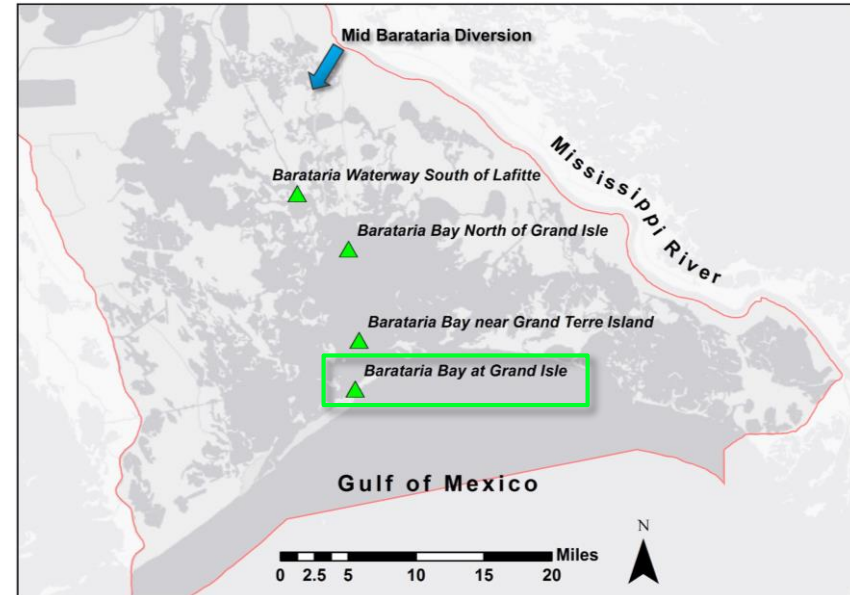 Mid Barataria Diversion
Mississippi River
Barataria Waterway South of Lafitte
Barataria Bay North of Grand Isle
Barataria Bay near Grand Terre Island
Barataria Bay at Grand Isle
Gulf of Mexico
N
Miles
0 2.5 5 10 15 20